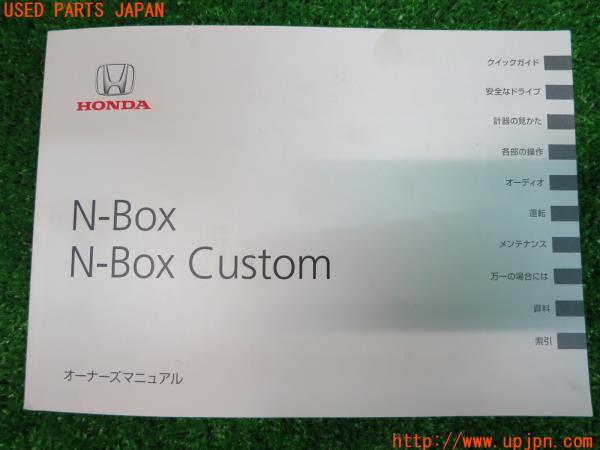 USED PARTS JAPAN
HONDA
N-Box
N-Box Custom
オーナーズマニュアル
クイックガイド
安全なドライブ
計器の見かた
各部の操作
オーディオ
運転
メンテナンス
万一の場合には
資料
索引
http://www.upjpn.com/